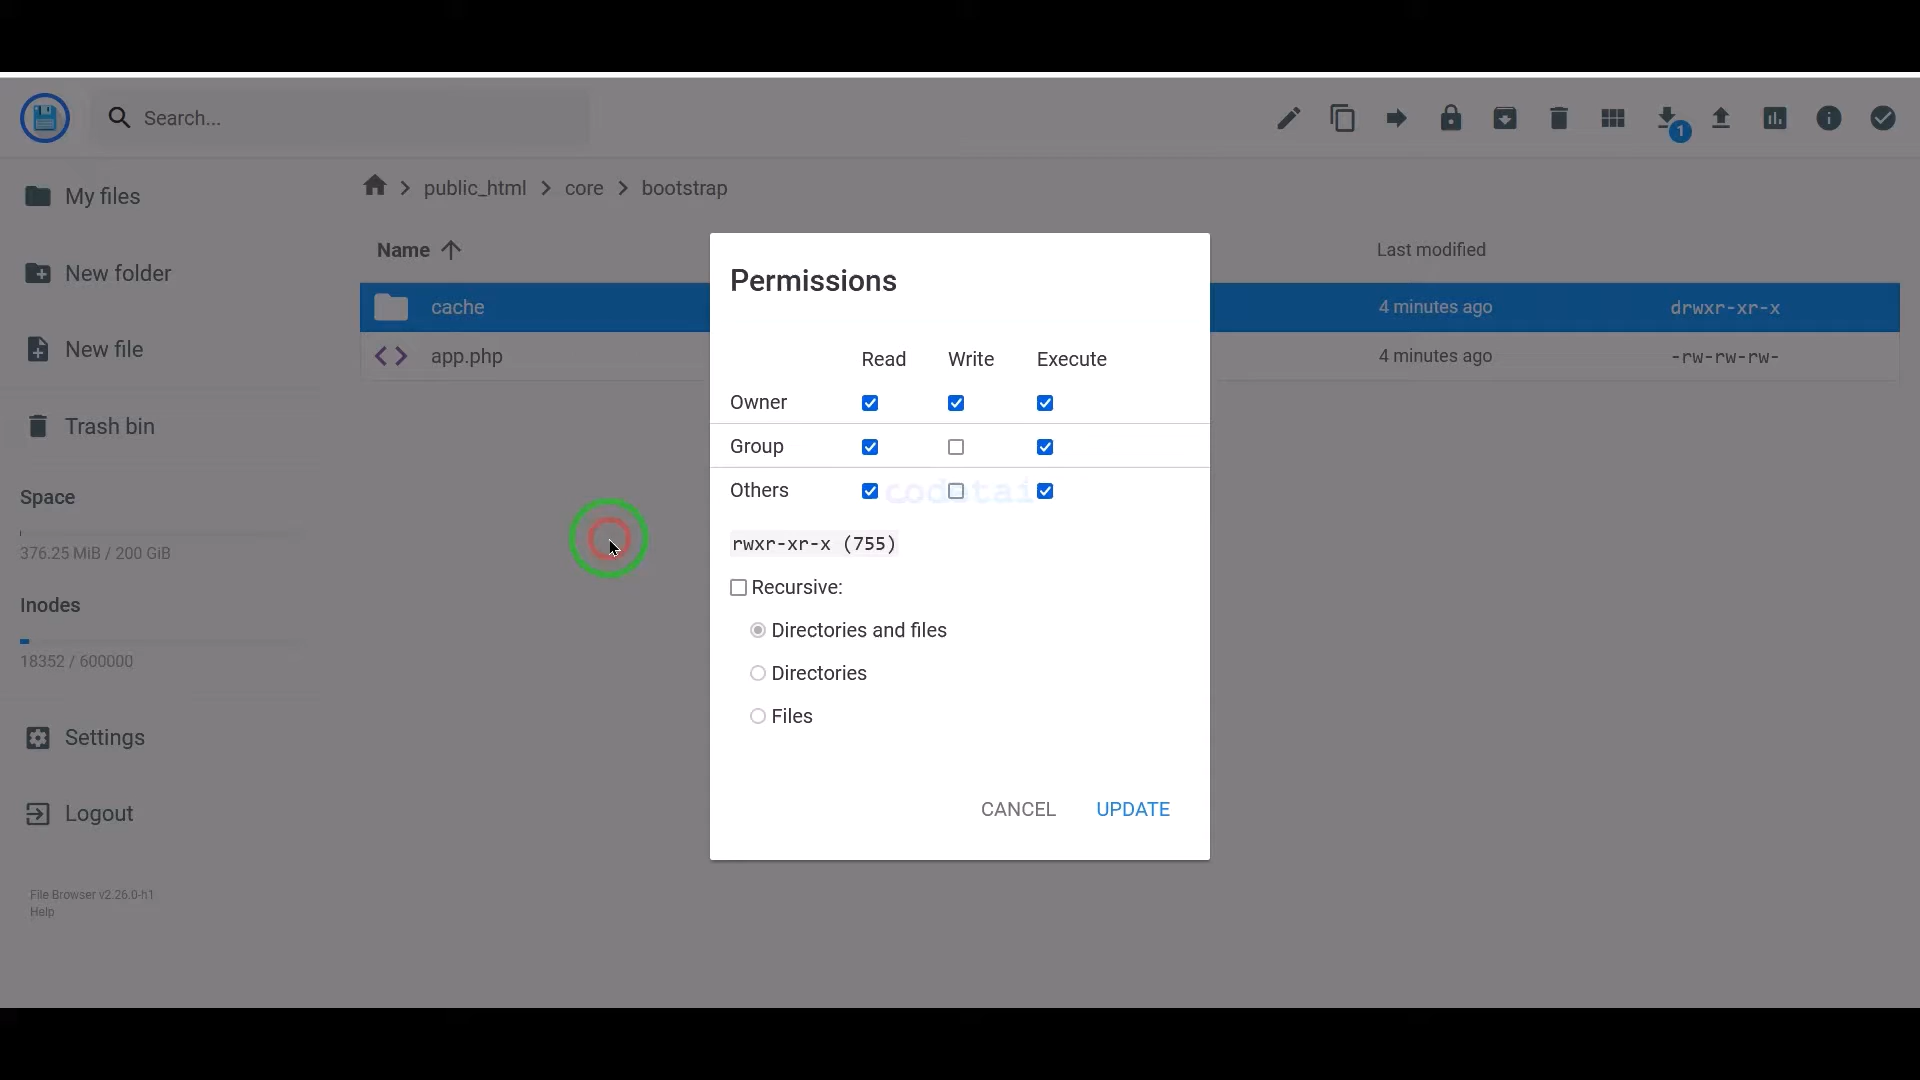 Search...
1
My files
New folder
New file
Trash bin
Space
376.25 MiB / 200 GiB
Inodes
18352 / 600000
Settings
Logout
File Browser v2.26.0-h1
Help
public_html core bootstrap
Name Last modified
cache 4 minutes ago drwxr-xr-x
app.php 4 minutes ago -rw-rw-rw-
Permissions
Read Write Execute
Owner
Group
Others
rwxr-xr-x (755)
Recursive:
Directories and files
Directories
Files
CANCEL UPDATE